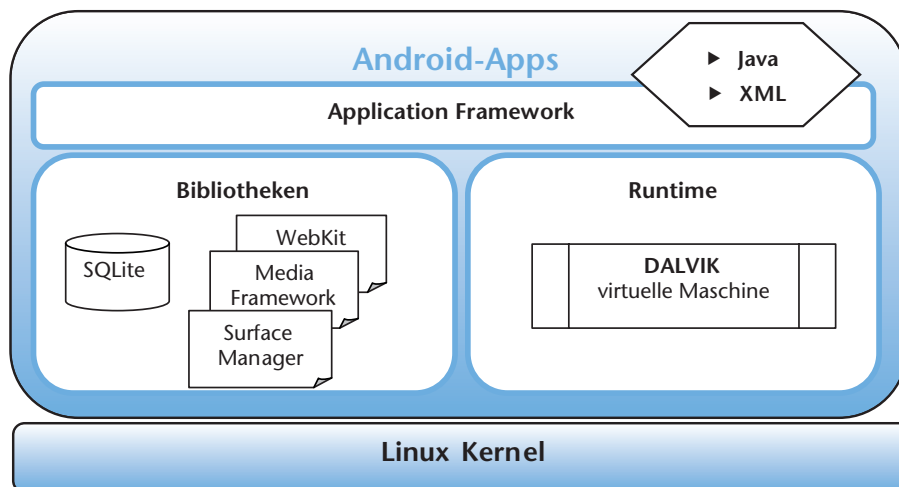 Android-Apps
► Java
► XML
Application Framework
Bibliotheken
SQLite
WebKit
Media
Framework
Surface
Manager
Runtime
DALVIK
virtuelle Maschine
Linux Kernel